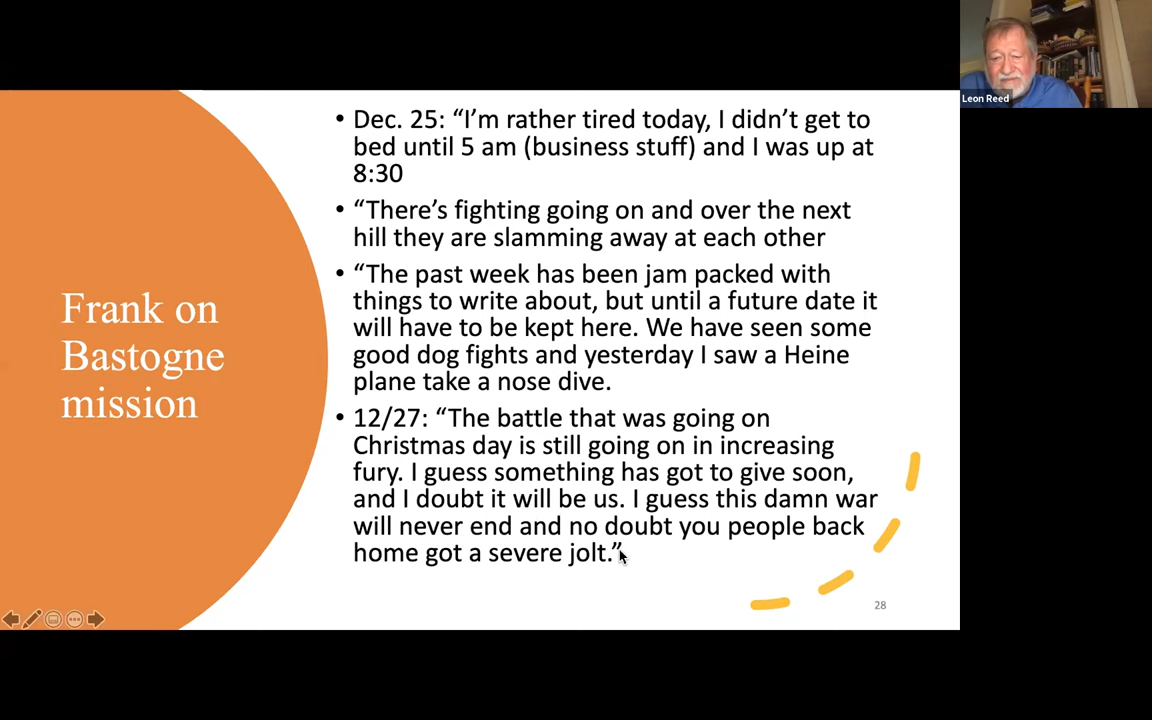 Leon Reed
Frank on
Bastogne
mission
• Dec. 25: “I’m rather tired today, I didn’t get to
bed until 5 am (business stuff) and I was up at
8:30
• “There’s fighting going on and over the next
hill they are slamming away at each other
• “The past week has been jam packed with
things to write about, but until a future date it
will have to be kept here. We have seen some
good dog fights and yesterday I saw a Heine
plane take a nose dive.
• 12/27: “The battle that was going on
Christmas day is still going on in increasing
fury. I guess something has got to give soon,
and I doubt it will be us. I guess this damn war
will never end and no doubt you people back
home got a severe jolt.”
28